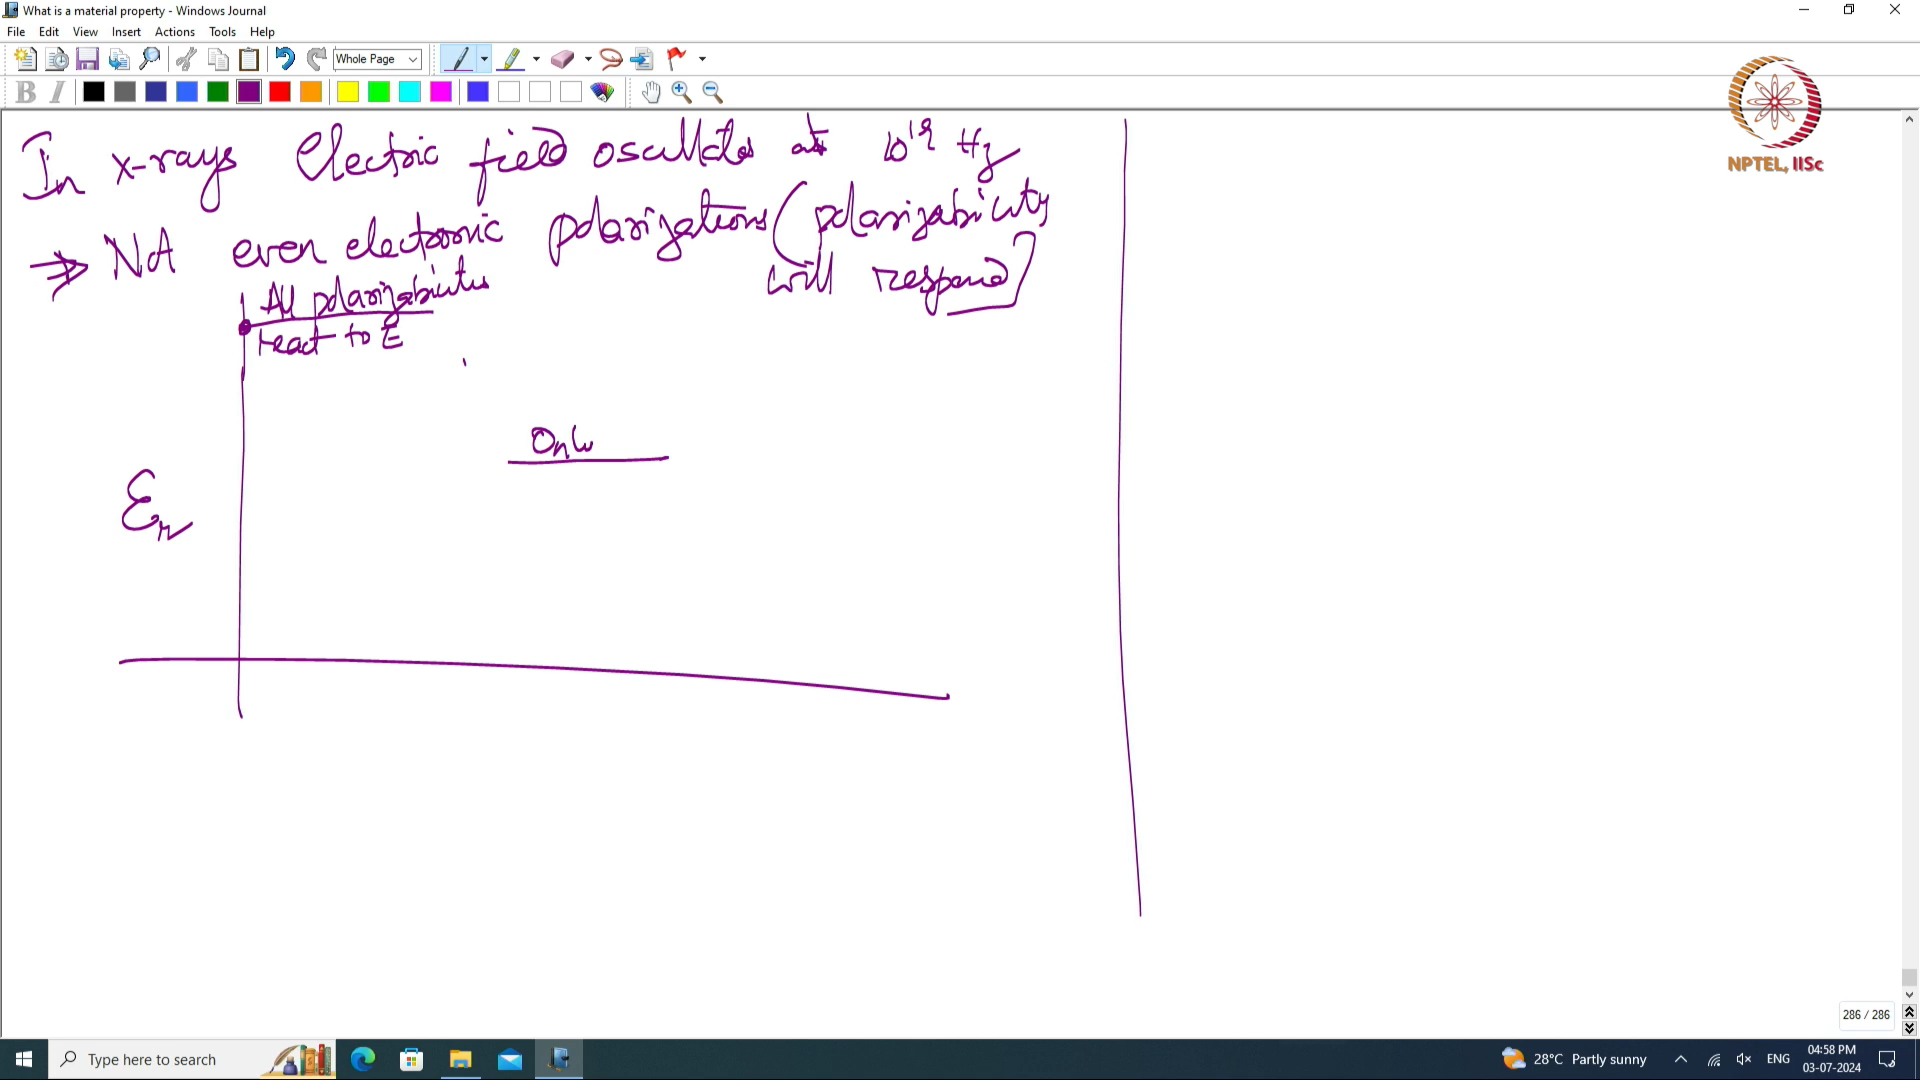 What is a material property - Windows Journal
File Edit View Insert Actions Tools Help
Whole Page
B I
NPTEL, IISc
In x-rays Electric field oscillates at 10^19 Hz
⇒ Not even electronic polarizations (polarizability
will respond)
All polarizabilities
react to E
Only
εr
286 / 286
Type here to search
28°C Partly sunny
ENG
04:58 PM
03-07-2024